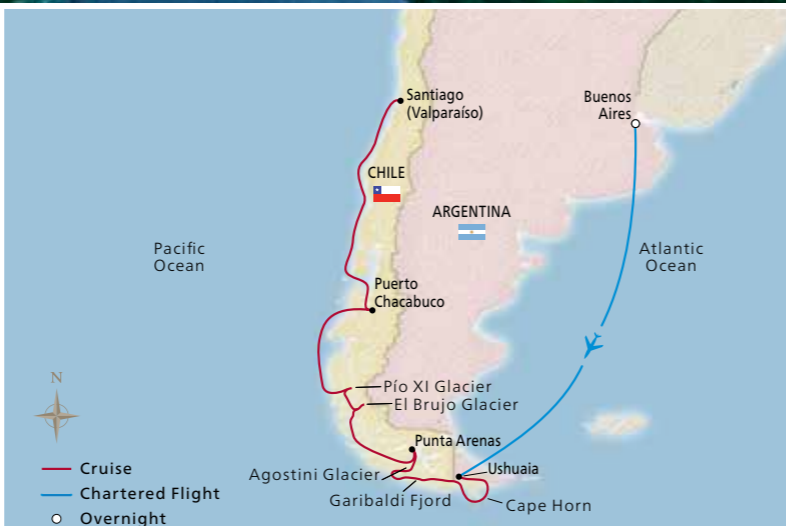 Santiago
(Valparaíso)
Buenos
Aires
CHILE
ARGENTINA
Pacific
Ocean
Atlantic
Ocean
Puerto
Chacabuco
N
Pío XI Glacier
El Brujo Glacier
Punta Arenas
Agostini Glacier
Ushuaia
Garibaldi Fjord
Cape Horn
Cruise
Chartered Flight
Overnight